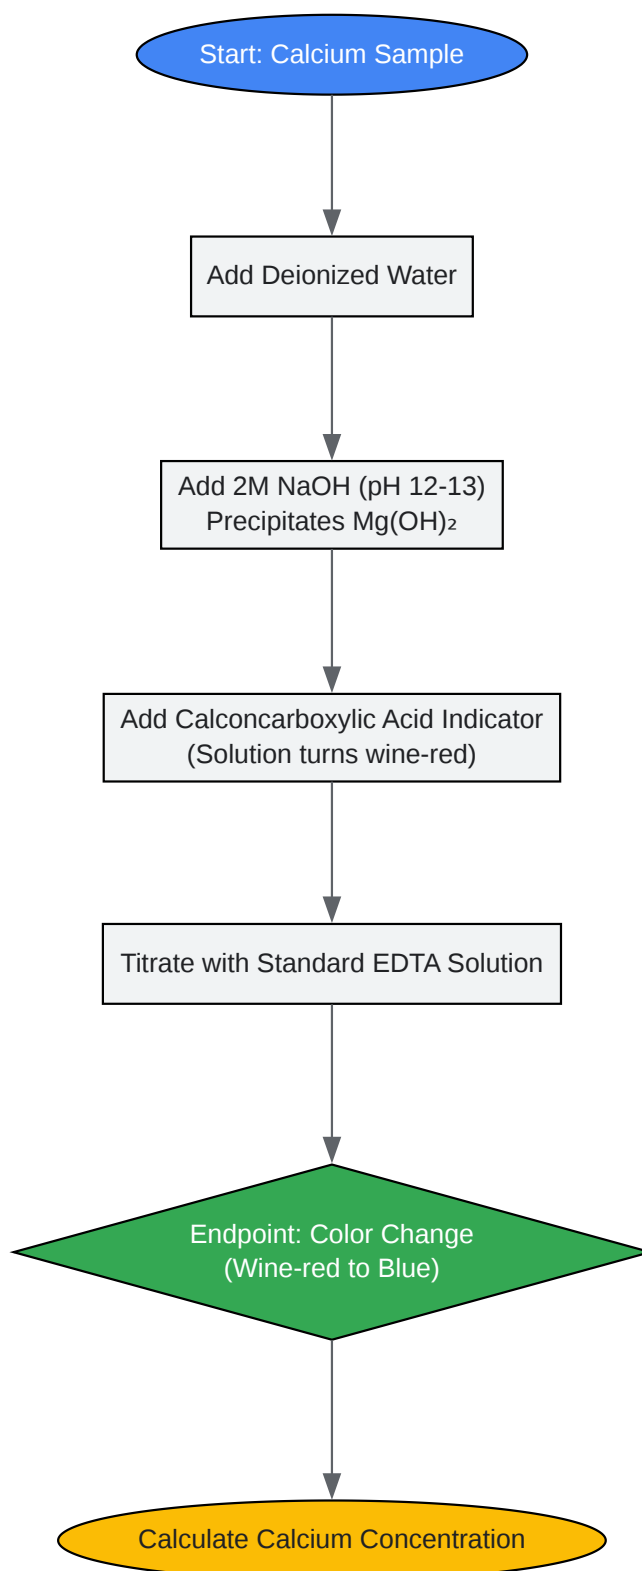 Start: Calcium Sample
Add Deionized Water
Add 2M NaOH (pH 12-13)
Precipitates Mg(OH)₂
Add Calconcarboxylic Acid Indicator
(Solution turns wine-red)
Titrate with Standard EDTA Solution
Endpoint: Color Change
(Wine-red to Blue)
Calculate Calcium Concentration